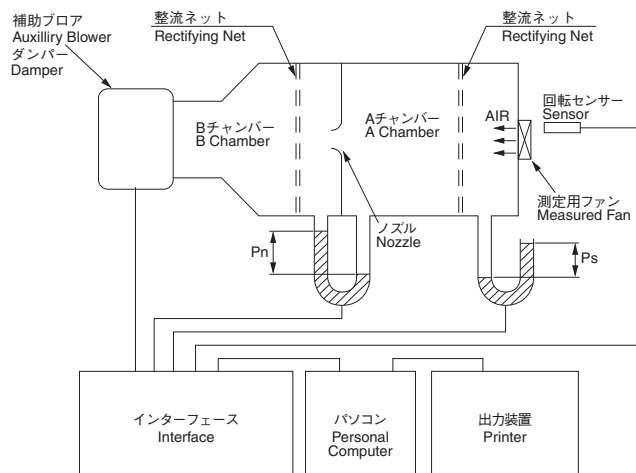 補助ブロア
Auxilliry Blower
ダンパー
Damper
整流ネット
Rectifying Net
整流ネット
Rectifying Net
回転センサー
Sensor
Bチャンバー
B Chamber
Aチャンバー
A Chamber
AIR
測定用ファン
Measured Fan
ノズル
Nozzle
Pn
Ps
インターフェース
Interface
パソコン
Personal
Computer
出力装置
Printer